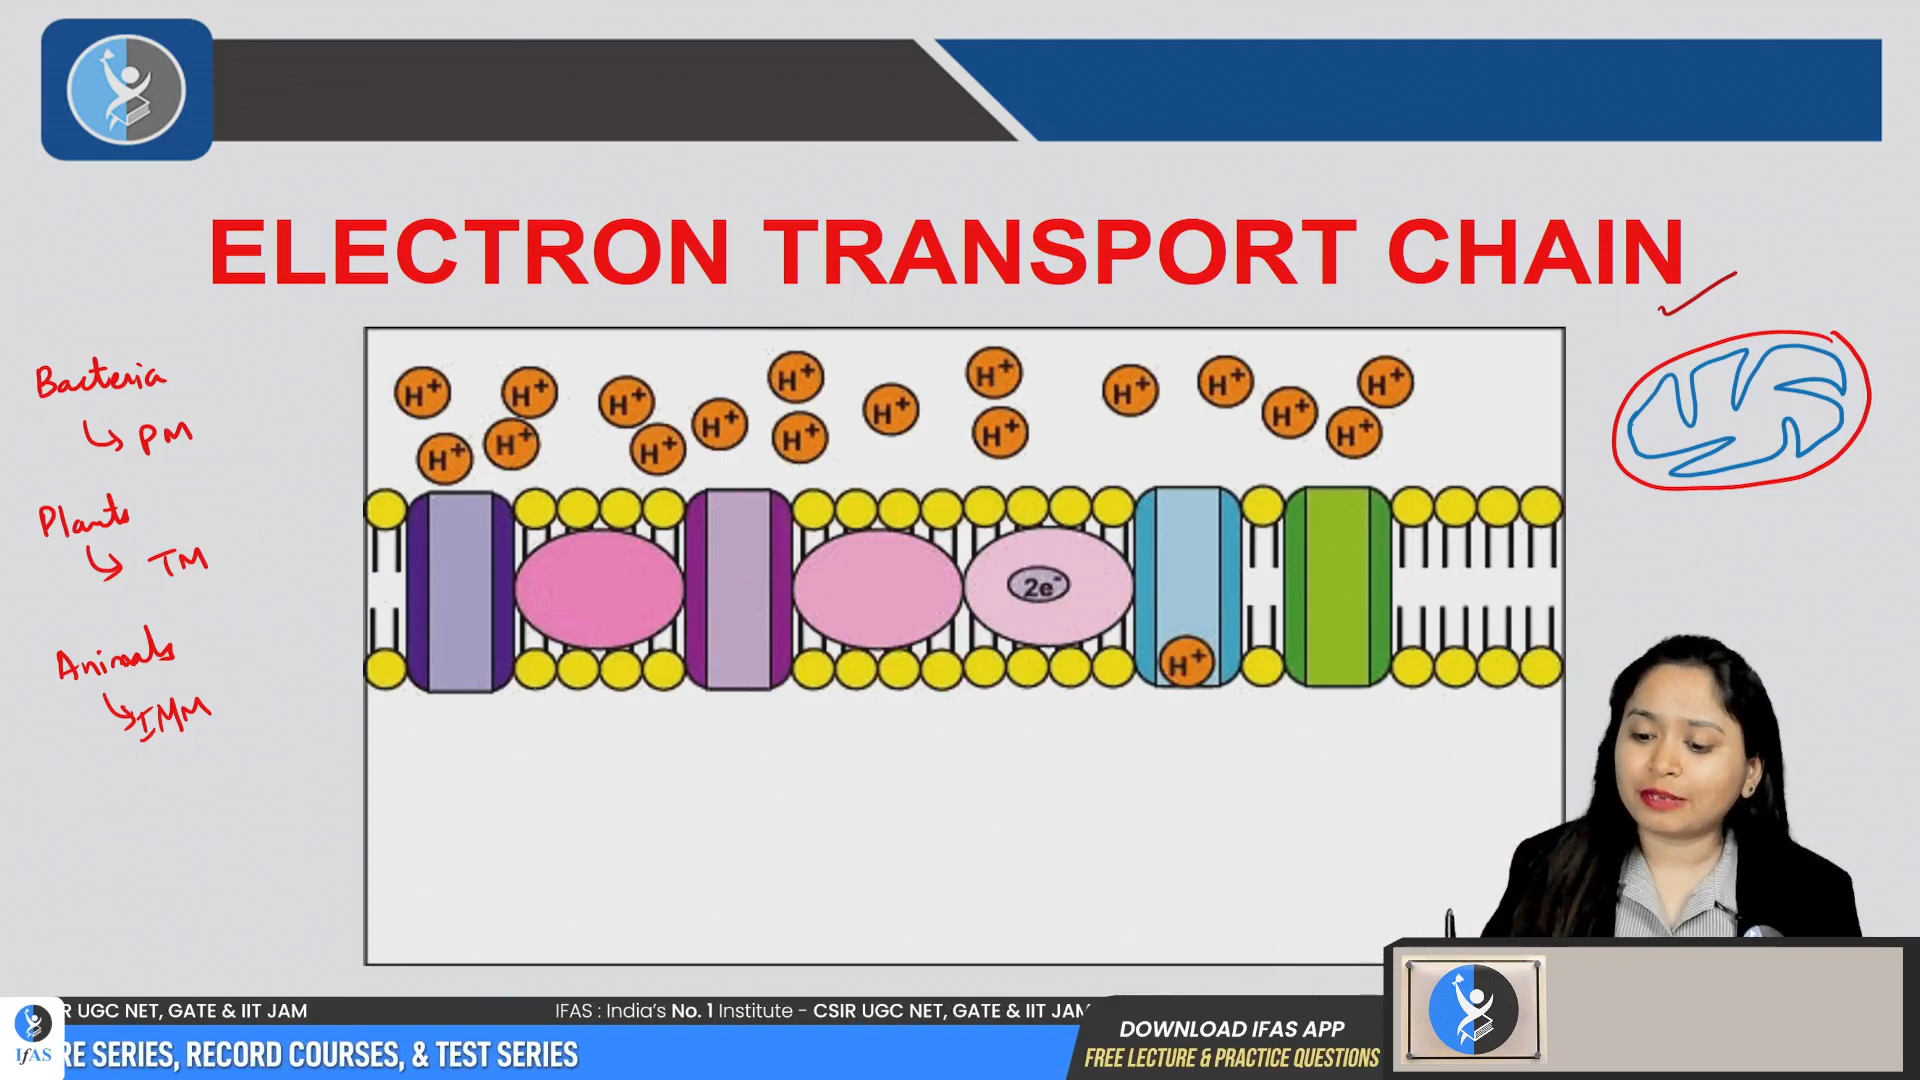 ELECTRON TRANSPORT CHAIN
Bacteria
↳ PM
Plants
↳ TM
Animals
↳ IMM
H⁺ H⁺ H⁺ H⁺ H⁺ H⁺ H⁺ H⁺ H⁺
H⁺ H⁺ H⁺ H⁺ H⁺ H⁺ H⁺ H⁺ H⁺
2e⁻
H⁺
R UGC NET, GATE & IIT JAM
IFAS : India's No. 1 Institute - CSIR UGC NET, GATE & IIT JAM
IfAS
RE SERIES, RECORD COURSES, & TEST SERIES
DOWNLOAD IFAS APP
FREE LECTURE & PRACTICE QUESTIONS